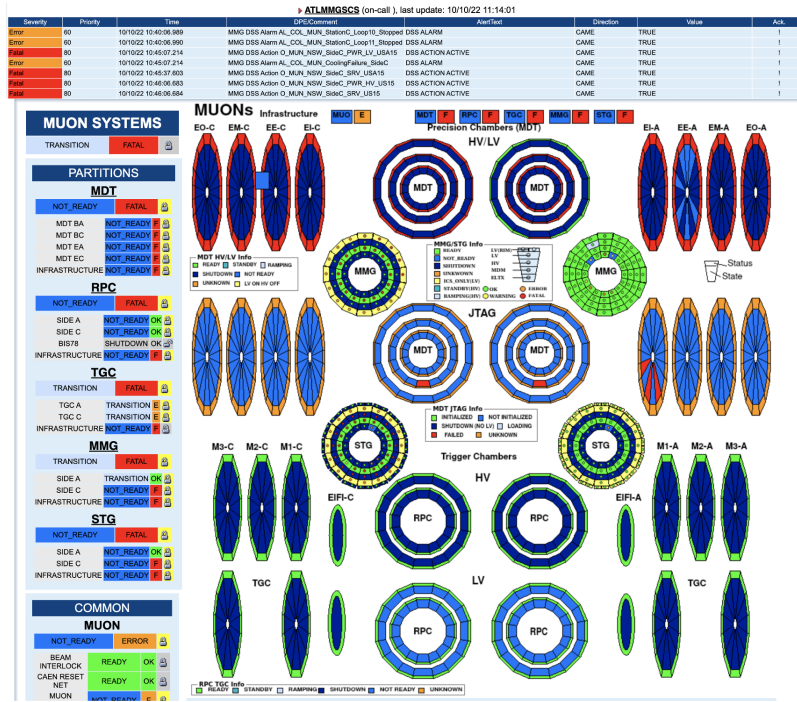 ATLMMGSCS (on-call ), last update: 10/10/22 11:14:01
Severity Priority Time DPE/Comment AlertText Direction Value Ack.
Error 60 10/10/22 10:40:06.989 MMG DSS Alarm AL_COL_MUN_StationC_Loop10_Stopped DSS ALARM CAME TRUE !
Error 60 10/10/22 10:40:06.990 MMG DSS Alarm AL_COL_MUN_StationC_Loop11_Stopped DSS ALARM CAME TRUE !
Fatal 80 10/10/22 10:45:07.214 MMG DSS Action O_MUN_NSW_SideC_PWR_LV_USA15 DSS ACTION ACTIVE CAME TRUE !
Error 60 10/10/22 10:45:07.214 MMG DSS Alarm AL_COL_MUN_CoolingFailure_SideC DSS ALARM CAME TRUE !
Fatal 80 10/10/22 10:45:37.603 MMG DSS Action O_MUN_NSW_SideC_SRV_USA15 DSS ACTION ACTIVE CAME TRUE !
Fatal 80 10/10/22 10:46:06.683 MMG DSS Action O_MUN_NSW_SideC_PWR_HV_US15 DSS ACTION ACTIVE CAME TRUE !
Fatal 80 10/10/22 10:46:06.684 MMG DSS Action O_MUN_NSW_SideC_SRV_US15 DSS ACTION ACTIVE CAME TRUE !
MUON SYSTEMS
TRANSITION FATAL
PARTITIONS
MDT
NOT_READY FATAL
MDT BA NOT_READY F
MDT BC NOT_READY F
MDT EA NOT_READY F
MDT EC NOT_READY F
INFRASTRUCTURE NOT_READY F
RPC
NOT_READY FATAL
SIDE A NOT_READY OK
SIDE C NOT_READY OK
BIS78 SHUTDOWN OK
INFRASTRUCTURE NOT_READY F
TGC
TRANSITION FATAL
TGC A TRANSITION E
TGC C TRANSITION E
INFRASTRUCTURE NOT_READY F
MMG
TRANSITION FATAL
SIDE A TRANSITION OK
SIDE C NOT_READY F
INFRASTRUCTURE NOT_READY F
STG
NOT_READY FATAL
SIDE A NOT_READY OK
SIDE C NOT_READY F
INFRASTRUCTURE NOT_READY F
COMMON
MUON
NOT_READY ERROR
BEAM INTERLOCK READY OK
CAEN RESET NET READY OK
MUON NOT_READY E
MUONs Infrastructure MUO E MDT F RPC F TGC F MMG F STG F
Precision Chambers (MDT)
HV/LV
EO-C EM-C EE-C EI-C EI-A EE-A EM-A EO-A
MDT MDT
MDT HV/LV Info
READY STANDBY RAMPING
SHUTDOWN NOT READY
UNKNOWN LV ON HV OFF
MMG
MMG/STG Info
READY
NOT_READY
SHUTDOWN
UNKNOWN
ICS_ONLY(LV)
STANDBY(HV)
RAMPING(HV)
LV(RIM)
LV
HV
MDM
ELTX
OK ERROR
WARNING FATAL
MMG
Status
State
JTAG
MDT MDT
MDT JTAG Info
INITIALIZED NOT INITIALIZED
SHUTDOWN (NO LV) LOADING
FAILED UNKNOWN
STG STG
Trigger Chambers
HV
M3-C M2-C M1-C M1-A M2-A M3-A
EIFI-C EIFI-A
RPC RPC
TGC LV TGC
RPC RPC
RPC TGC Info
READY STANDBY RAMPING SHUTDOWN NOT READY UNKNOWN